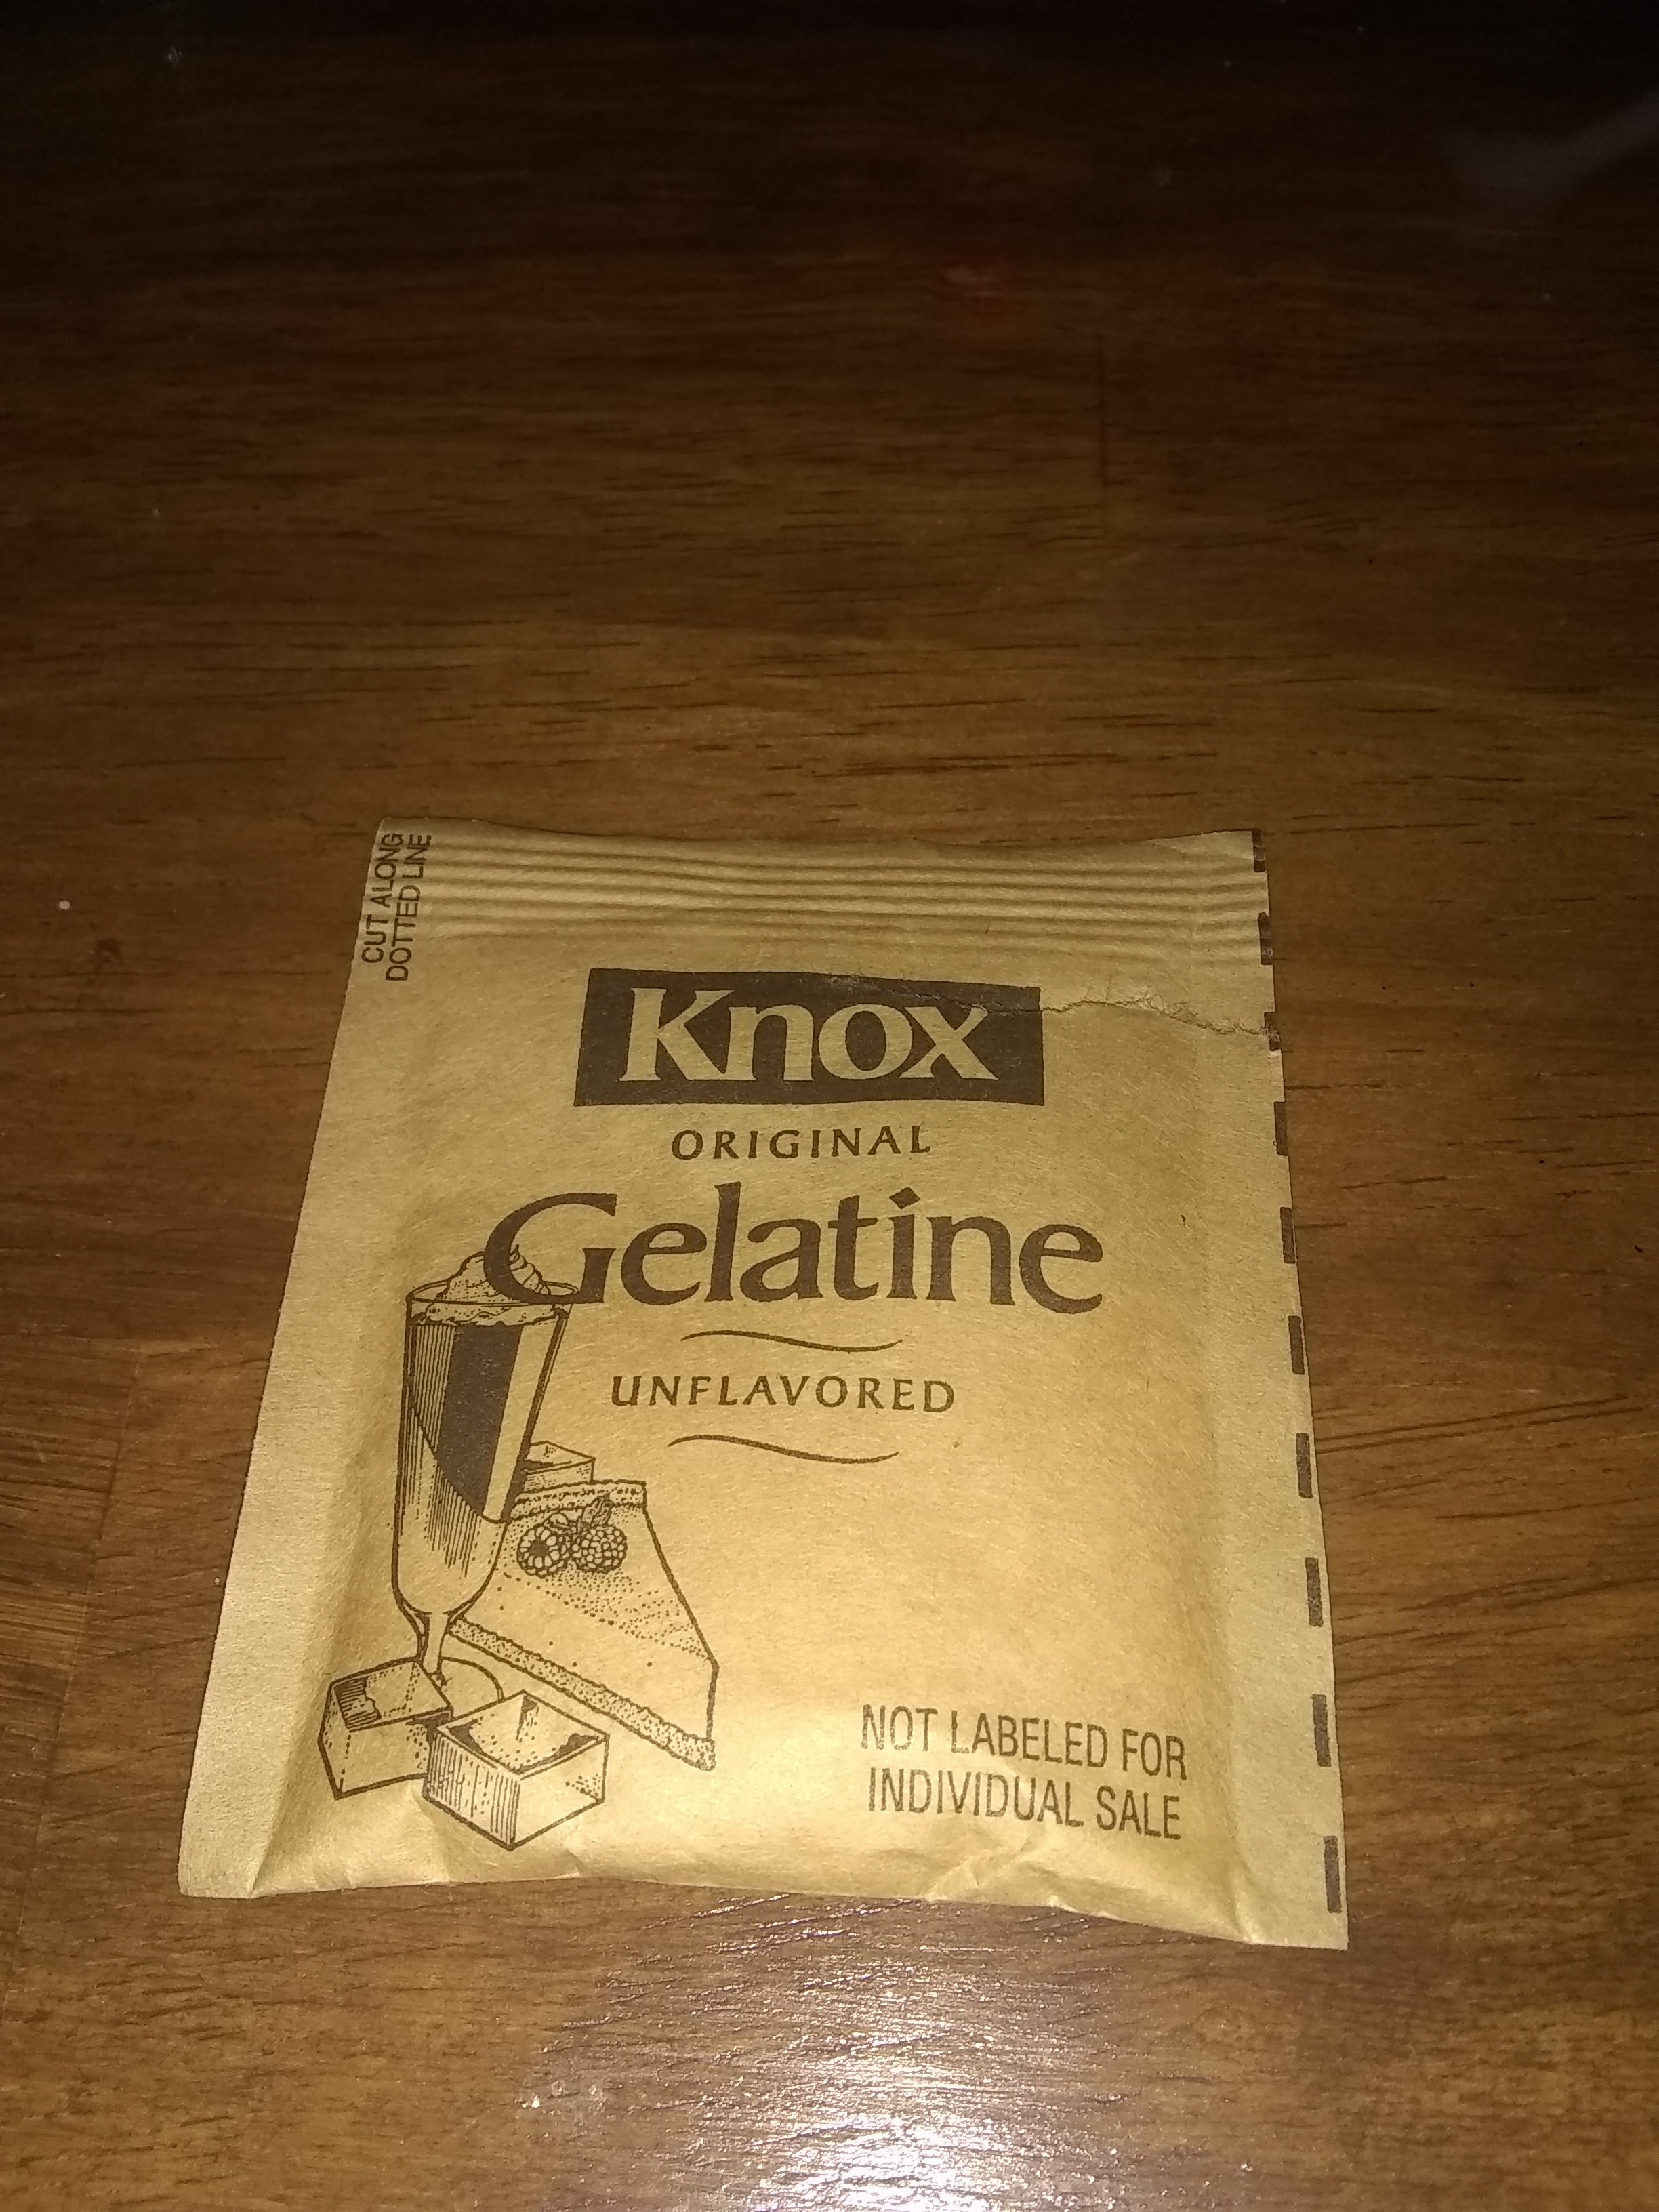 CUT ALONG
DOTTED LINE
Knox
ORIGINAL
Gelatine
UNFLAVORED
NOT LABELED FOR
INDIVIDUAL SALE